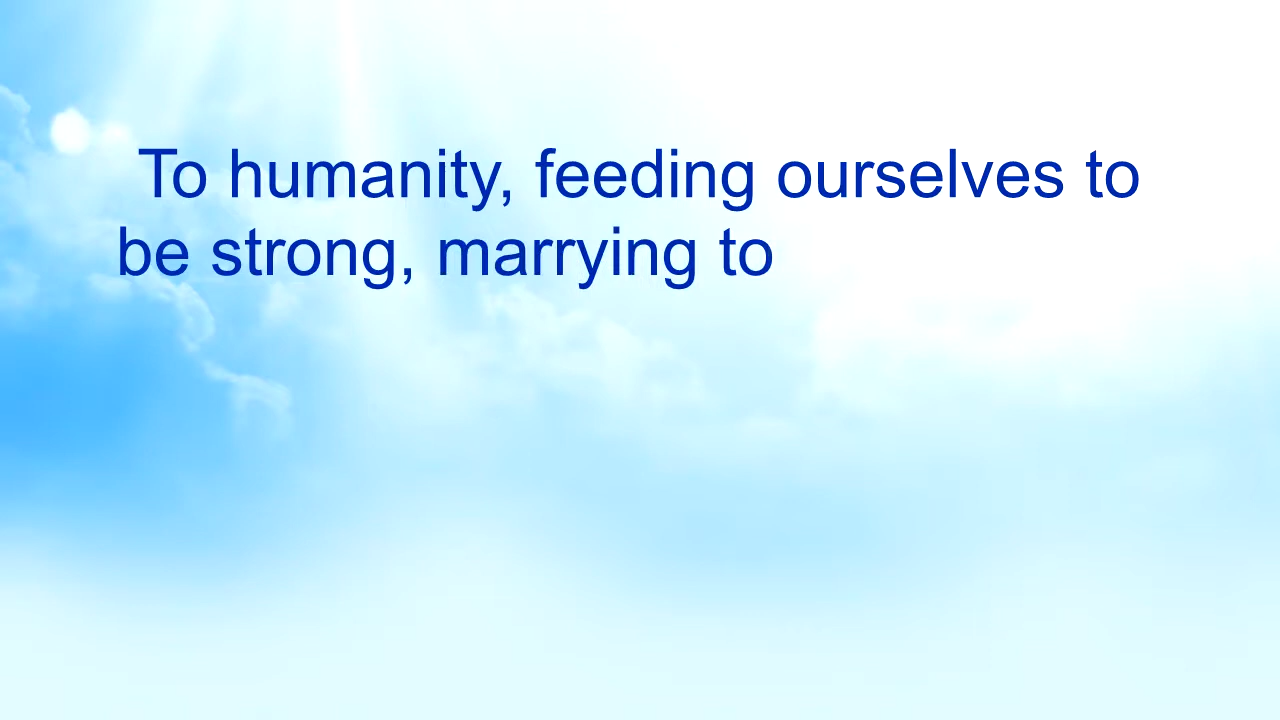 To humanity, feeding ourselves to
be strong, marrying to